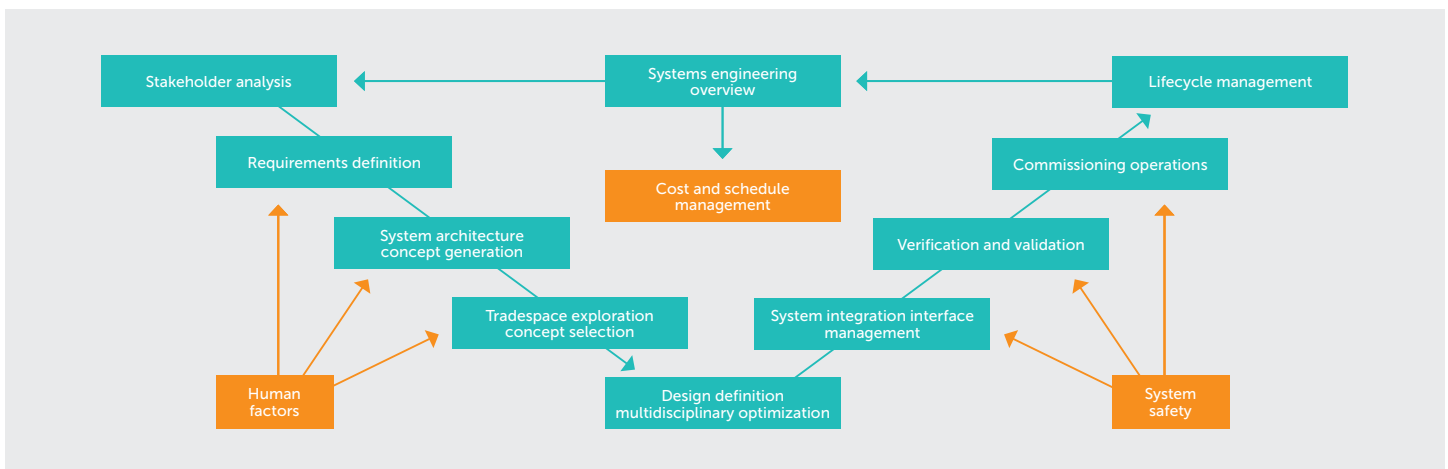 Stakeholder analysis
Systems engineering
overview
Lifecycle management
Requirements definition
Commissioning operations
Cost and schedule
management
System architecture
concept generation
Verification and validation
Tradespace exploration
concept selection
System integration interface
management
Human
factors
Design definition
multidisciplinary optimization
System
safety